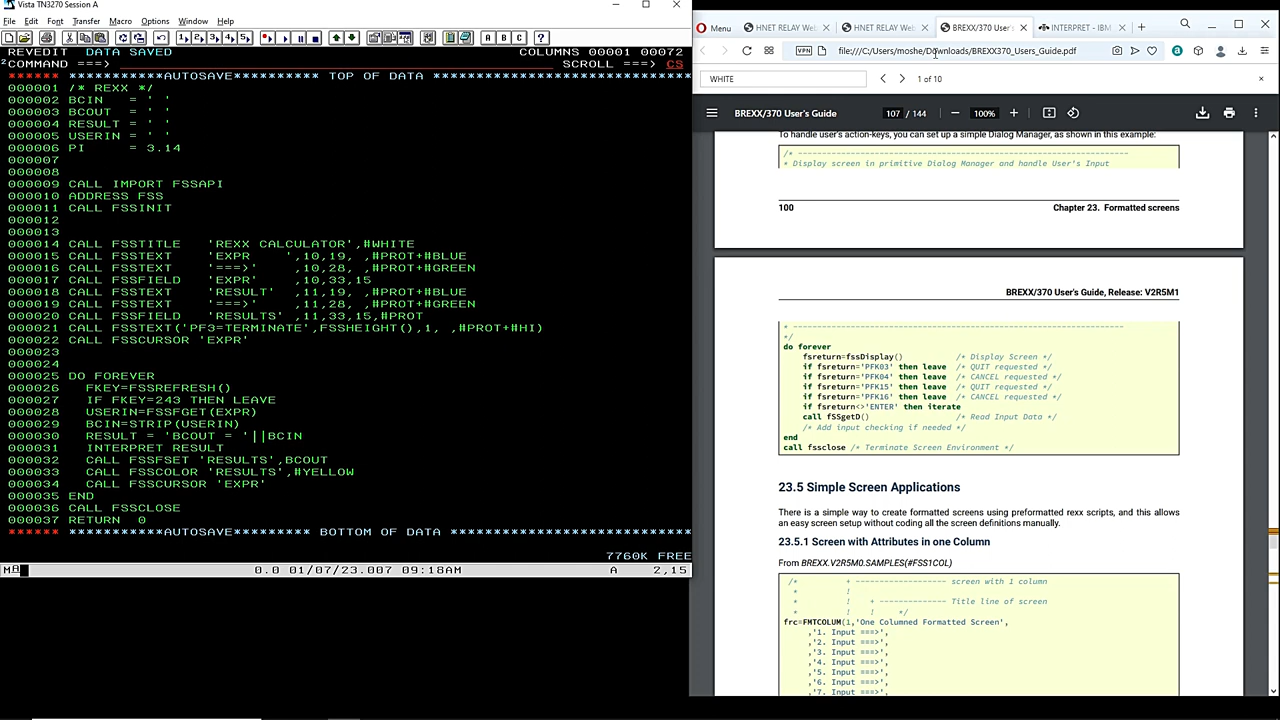 Vista TN3270 Session A
File Edit Font Transfer Macro Options Window Help
REVEDIT DATA SAVED COLUMNS 00001 00072
COMMAND ===> SCROLL ===> CS
****** *****************AUTOSAVE********* TOP OF DATA
000001 /* REXX */
000002 BCIN = ' '
000003 BCOUT = ' '
000004 RESULT = ' '
000005 USERIN = ' '
000006 PI = 3.14
000007
000008
000009 CALL IMPORT FSSAPI
000010 ADDRESS FSS
000011 CALL FSSINIT
000012
000013
000014 CALL FSSTITLE 'REXX CALCULATOR',#WHITE
000015 CALL FSSTEXT 'EXPR ',10,19, ,#PROT+#BLUE
000016 CALL FSSTEXT '===>' ,10,28, ,#PROT+#GREEN
000017 CALL FSSFIELD 'EXPR' ,10,33,15
000018 CALL FSSTEXT 'RESULT' ,11,19, ,#PROT+#BLUE
000019 CALL FSSTEXT '===>' ,11,28, ,#PROT+#GREEN
000020 CALL FSSFIELD 'RESULTS' ,11,33,15,#PROT
000021 CALL FSSTEXT('PF3=TERMINATE',FSSHEIGHT(),1, ,#PROT+#HI)
000022 CALL FSSCURSOR 'EXPR'
000023
000024
000025 DO FOREVER
000026 FKEY=FSSREFRESH()
000027 IF FKEY=243 THEN LEAVE
000028 USERIN=FSSFGET(EXPR)
000029 BCIN=STRIP(USERIN)
000030 RESULT = 'BCOUT = '||BCIN
000031 INTERPRET RESULT
000032 CALL FSSFSET 'RESULTS',BCOUT
000033 CALL FSSCOLOR 'RESULTS',#YELLOW
000034 CALL FSSCURSOR 'EXPR'
000035 END
000036 CALL FSSCLOSE
000037 RETURN 0
****** *****************AUTOSAVE********* BOTTOM OF DATA
7760K FREE
0.0 01/07/23.007 09:18AM A 2,15
Menu HNET RELAY Web HNET RELAY Web BREXX/370 User's INTERPRET - IBM
VPN file:///C:/Users/moshe/Downloads/BREXX370_Users_Guide.pdf
WHITE 1 of 10
BREXX/370 User's Guide 107 / 144 100%
To handle user's action-keys, you can set up a simple Dialog Manager, as shown in this example:
/* ---------------------------------------------------------------
* Display screen in primitive Dialog Manager and handle User's Input
100 Chapter 23. Formatted screens
BREXX/370 User's Guide, Release: V2R5M1
* ---------------------------------------------------------------
*/
do forever
fsreturn=fssDisplay() /* Display Screen */
if fsreturn='PFK03' then leave /* QUIT requested */
if fsreturn='PFK04' then leave /* CANCEL requested */
if fsreturn='PFK15' then leave /* QUIT requested */
if fsreturn='PFK16' then leave /* CANCEL requested */
if fsreturn<>'ENTER' then iterate
call fSSgetD() /* Read Input Data */
/* Add input checking if needed */
end
call fssclose /* Terminate Screen Environment */
23.5 Simple Screen Applications
There is a simple way to create formatted screens using preformatted rexx scripts, and this allows
an easy screen setup without coding all the screen definitions manually.
23.5.1 Screen with Attributes in one Column
From BREXX.V2R5M0.SAMPLES(#FSS1COL)
/* + -------------- screen with 1 column
* !
* ! + -------------- Title line of screen
* ! ! */
frc=FMTCOLUM(1,'One Columned Formatted Screen',
,'1. Input ===>',
,'2. Input ===>',
,'3. Input ===>',
,'4. Input ===>',
,'5. Input ===>',
,'6. Input ===>',
,'7. Input ===>',